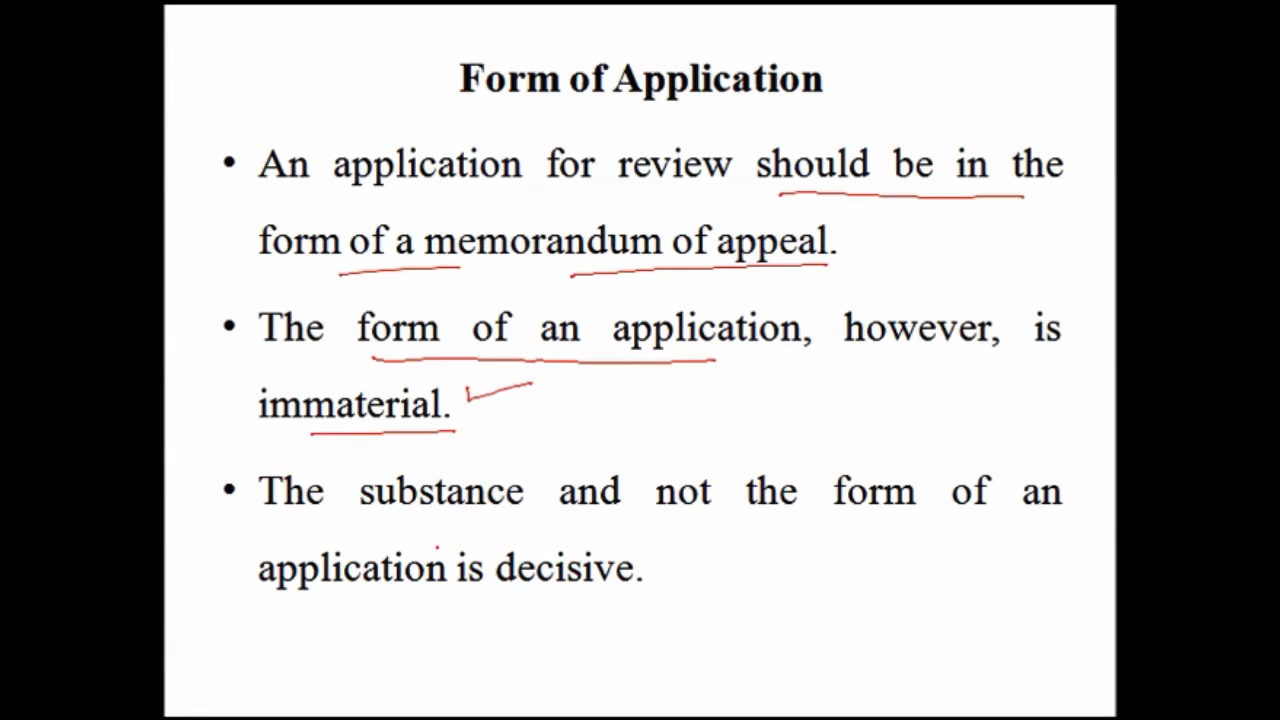 Form of Application
• An application for review should be in the
form of a memorandum of appeal.
• The form of an application, however, is
immaterial.
• The substance and not the form of an
application is decisive.